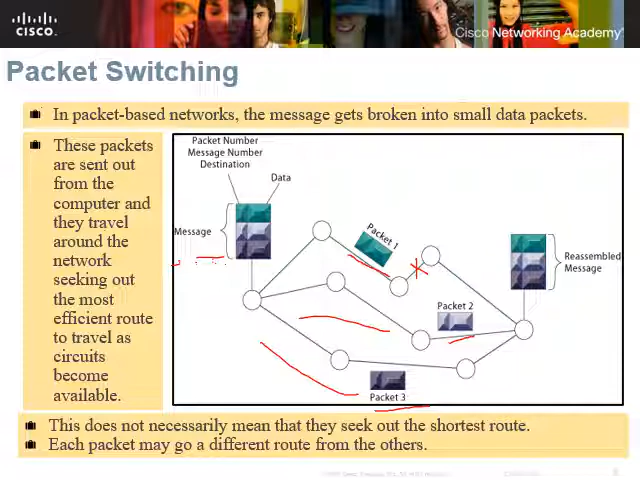 CISCO.
Cisco Networking Academy
Packet Switching
In packet-based networks, the message gets broken into small data packets.
These packets
are sent out
from the
computer and
they travel
around the
network
seeking out
the most
efficient route
to travel as
circuits
become
available.
Packet Number
Message Number
Destination
Data
Message
Packet 1
Packet 2
Packet 3
Reassembled
Message
This does not necessarily mean that they seek out the shortest route.
Each packet may go a different route from the others.